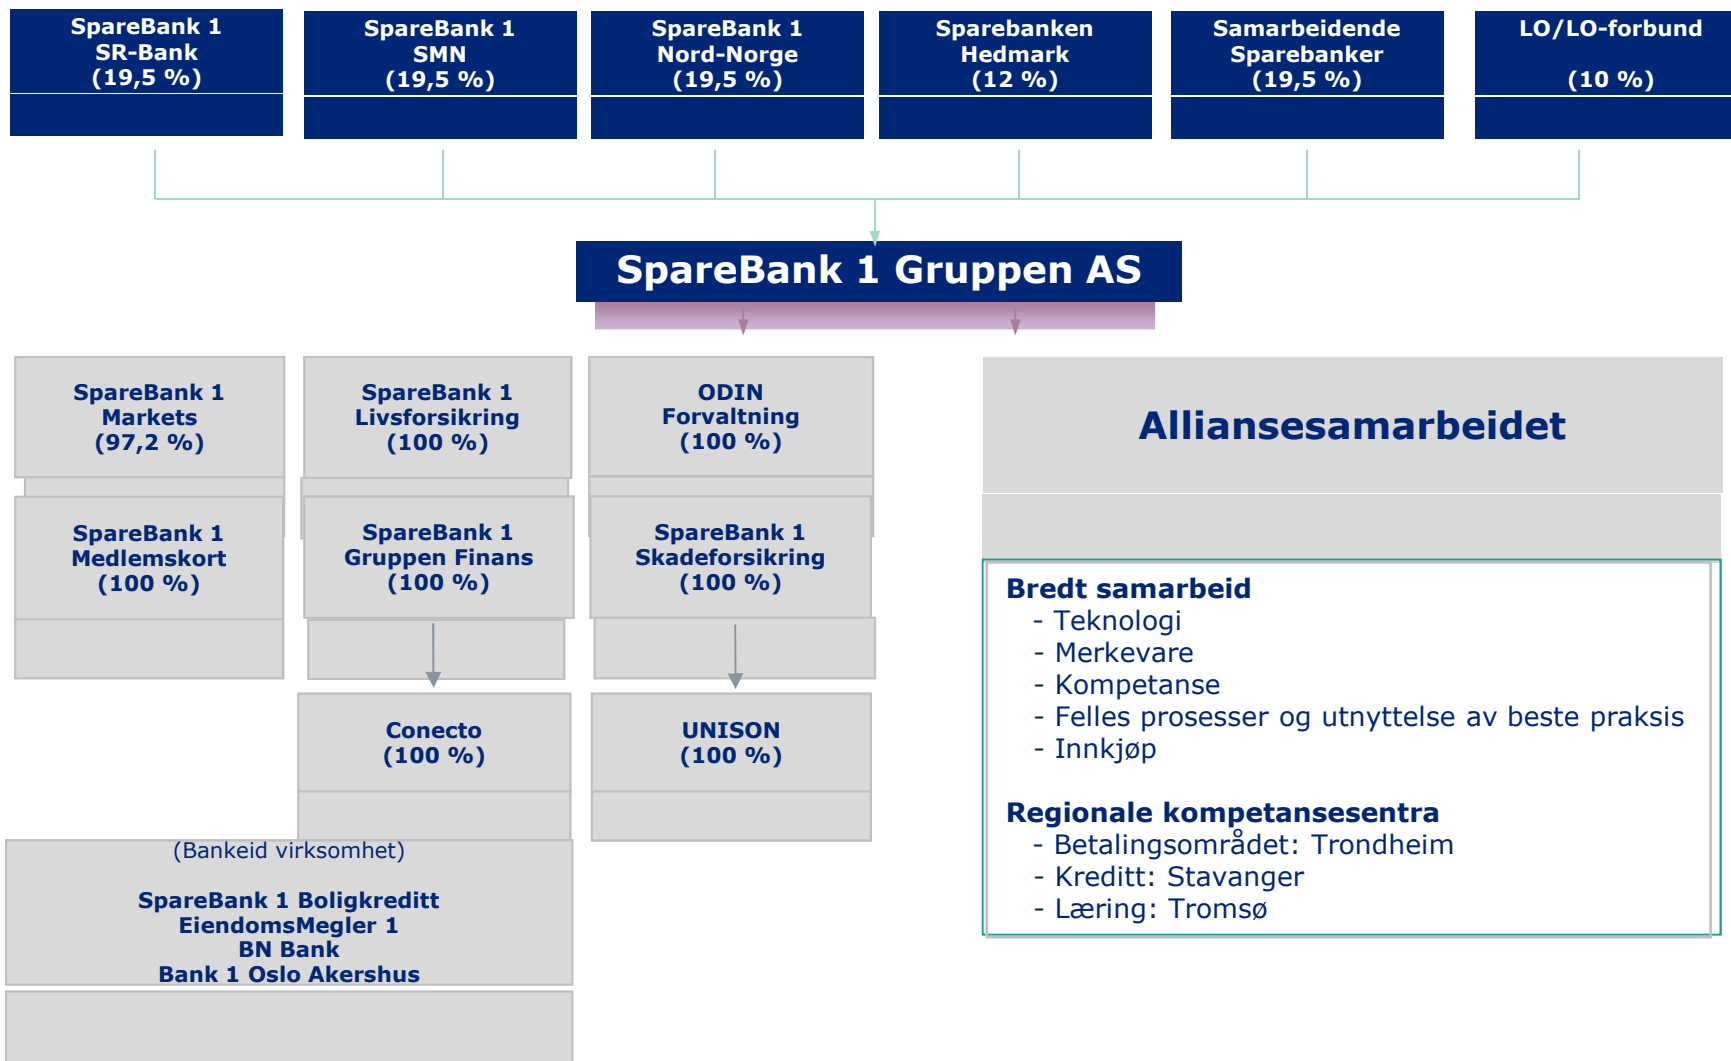 SpareBank 1
SR-Bank
(19,5 %)
SpareBank 1
SMN
(19,5 %)
SpareBank 1
Nord-Norge
(19,5 %)
Sparebanken
Hedmark
(12 %)
Samarbeidende
Sparebanker
(19,5 %)
LO/LO-forbund
(10 %)
SpareBank 1 Gruppen AS
SpareBank 1
Markets
(97,2 %)
SpareBank 1
Livsforsikring
(100 %)
ODIN
Forvaltning
(100 %)
SpareBank 1
Medlemskort
(100 %)
SpareBank 1
Gruppen Finans
(100 %)
SpareBank 1
Skadeforsikring
(100 %)
Conecto
(100 %)
UNISON
(100 %)
(Bankeid virksomhet)
SpareBank 1 Boligkreditt
EiendomsMegler 1
BN Bank
Bank 1 Oslo Akershus
Alliansesamarbeidet
Bredt samarbeid
- Teknologi
- Merkevare
- Kompetanse
- Felles prosesser og utnyttelse av beste praksis
- Innkjøp
Regionale kompetansesentra
- Betalingsområdet: Trondheim
- Kreditt: Stavanger
- Læring: Tromsø